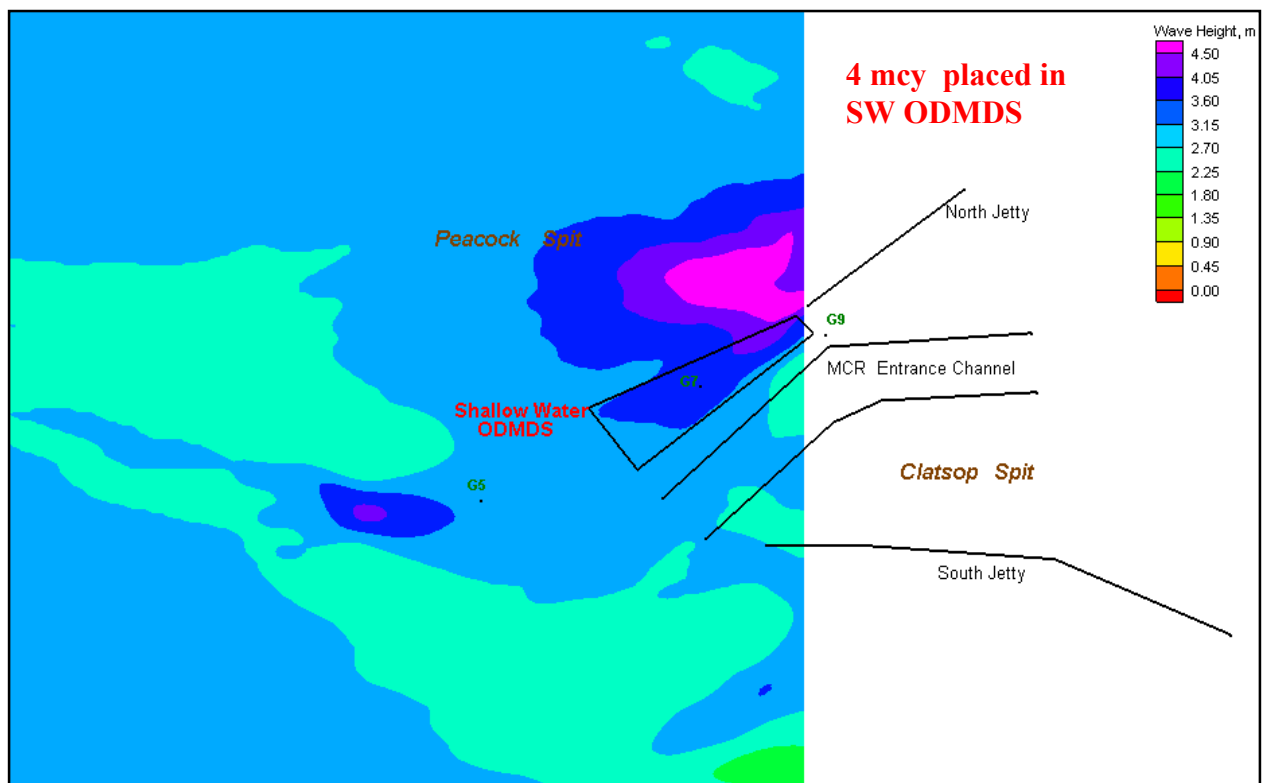 4 mcy placed in
SW ODMDS
Wave Height, m
4.50
4.05
3.60
3.15
2.70
2.25
1.80
1.35
0.90
0.45
0.00
North Jetty
Peacock Spit
G9
MCR Entrance Channel
G7
Shallow Water
ODMDS
Clatsop Spit
G5
South Jetty